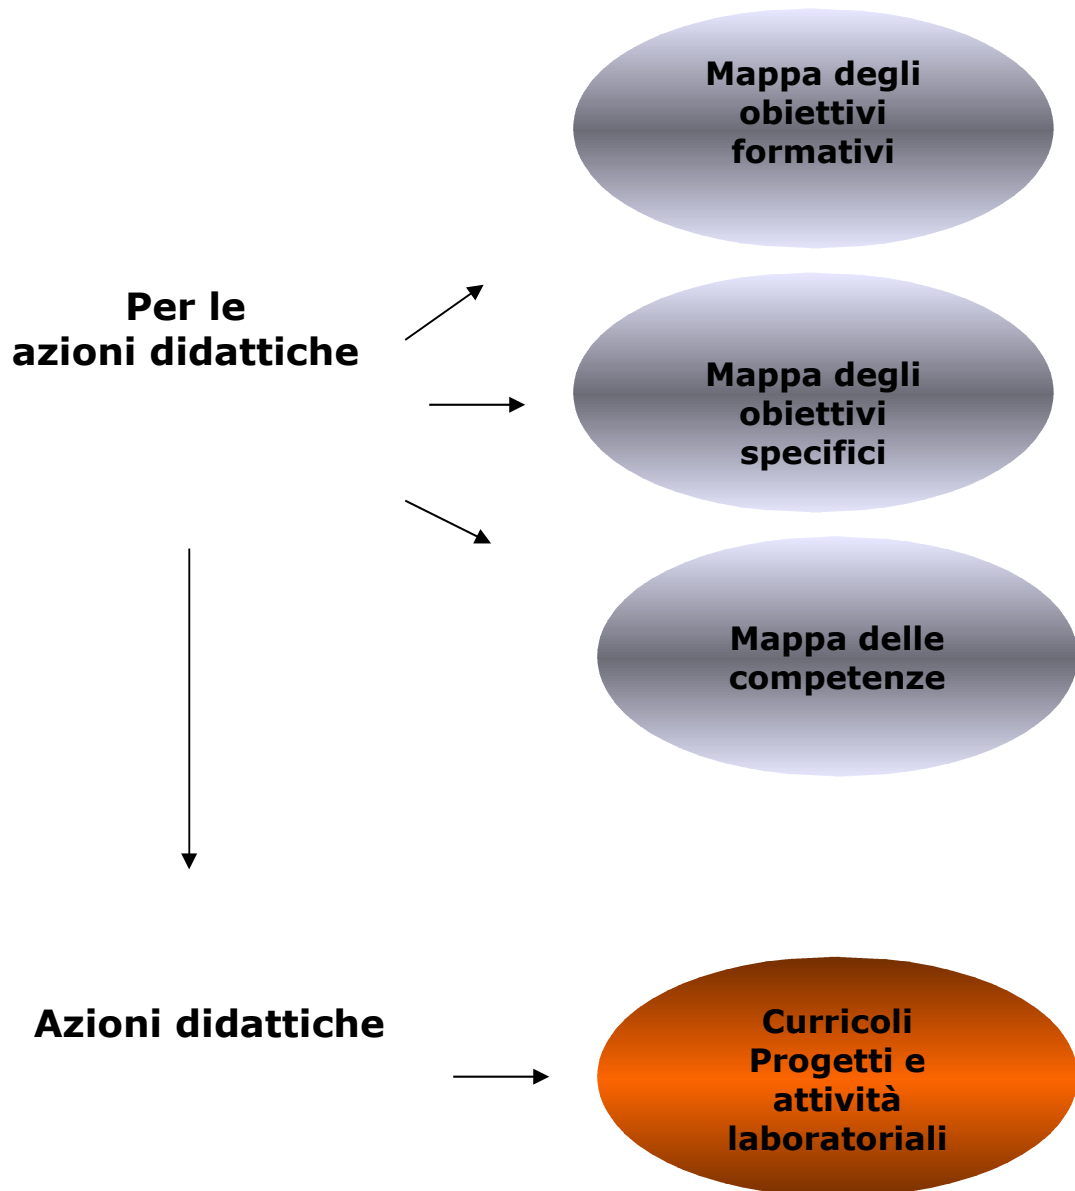 Mappa degli
obiettivi
formativi
Per le
azioni didattiche
Mappa degli
obiettivi
specifici
Mappa delle
competenze
Azioni didattiche
Curricoli
Progetti e
attività
laboratoriali